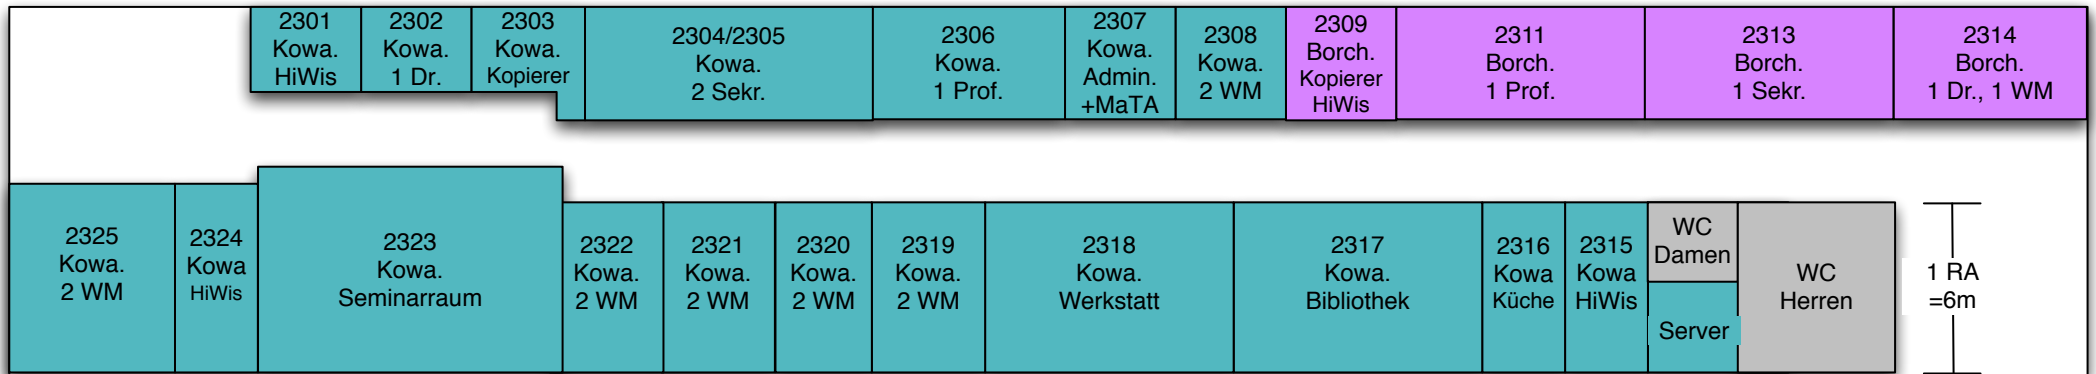 2301
Kowa.
HiWis
2302
Kowa.
1 Dr.
2303
Kowa.
Kopierer
2304/2305
Kowa.
2 Sekr.
2306
Kowa.
1 Prof.
2307
Kowa.
Admin.
+MaTA
2308
Kowa.
2 WM
2309
Borch.
Kopierer
HiWis
2311
Borch.
1 Prof.
2313
Borch.
1 Sekr.
2314
Borch.
1 Dr., 1 WM
2325
Kowa.
2 WM
2324
Kowa
HiWis
2323
Kowa.
Seminarraum
2322
Kowa.
2 WM
2321
Kowa.
2 WM
2320
Kowa.
2 WM
2319
Kowa.
2 WM
2318
Kowa.
Werkstatt
2317
Kowa.
Bibliothek
2316
Kowa
Küche
2315
Kowa
HiWis
WC
Damen
Server
WC
Herren
1 RA
=6m